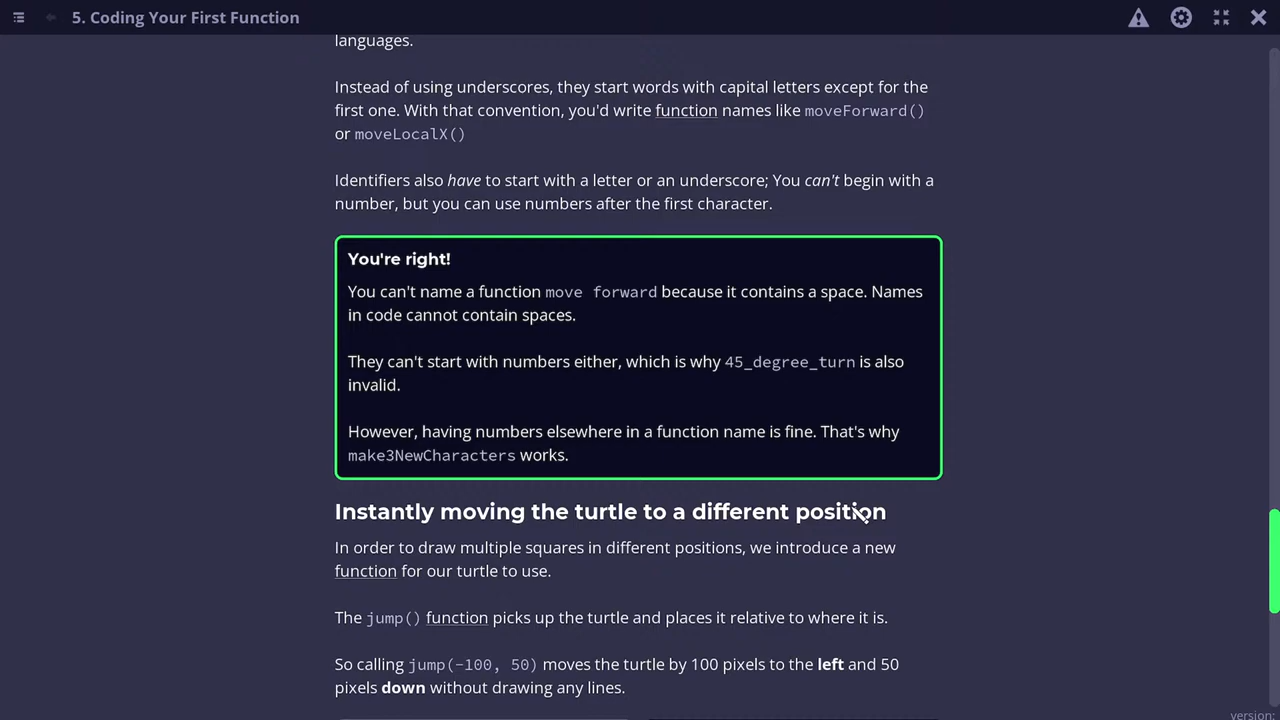 5. Coding Your First Function
languages.
Instead of using underscores, they start words with capital letters except for the
first one. With that convention, you'd write function names like moveForward()
or moveLocalX()
Identifiers also have to start with a letter or an underscore; You can't begin with a
number, but you can use numbers after the first character.
You're right!
You can't name a function move forward because it contains a space. Names
in code cannot contain spaces.
They can't start with numbers either, which is why 45_degree_turn is also
invalid.
However, having numbers elsewhere in a function name is fine. That's why
make3NewCharacters works.
Instantly moving the turtle to a different position
In order to draw multiple squares in different positions, we introduce a new
function for our turtle to use.
The jump() function picks up the turtle and places it relative to where it is.
So calling jump(-100, 50) moves the turtle by 100 pixels to the left and 50
pixels down without drawing any lines.
version: